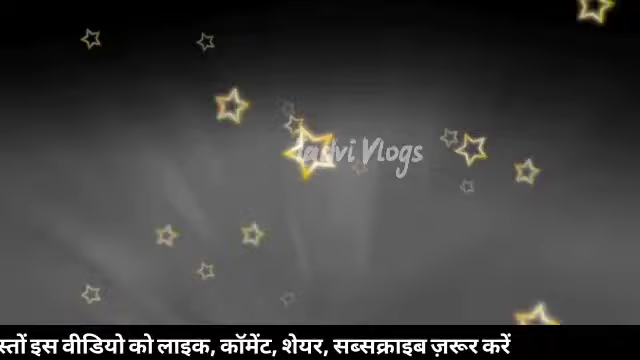 Vlogs
स्तों इस वीडियो को लाइक, कॉमेंट, शेयर, सब्सक्राइब ज़रूर करें